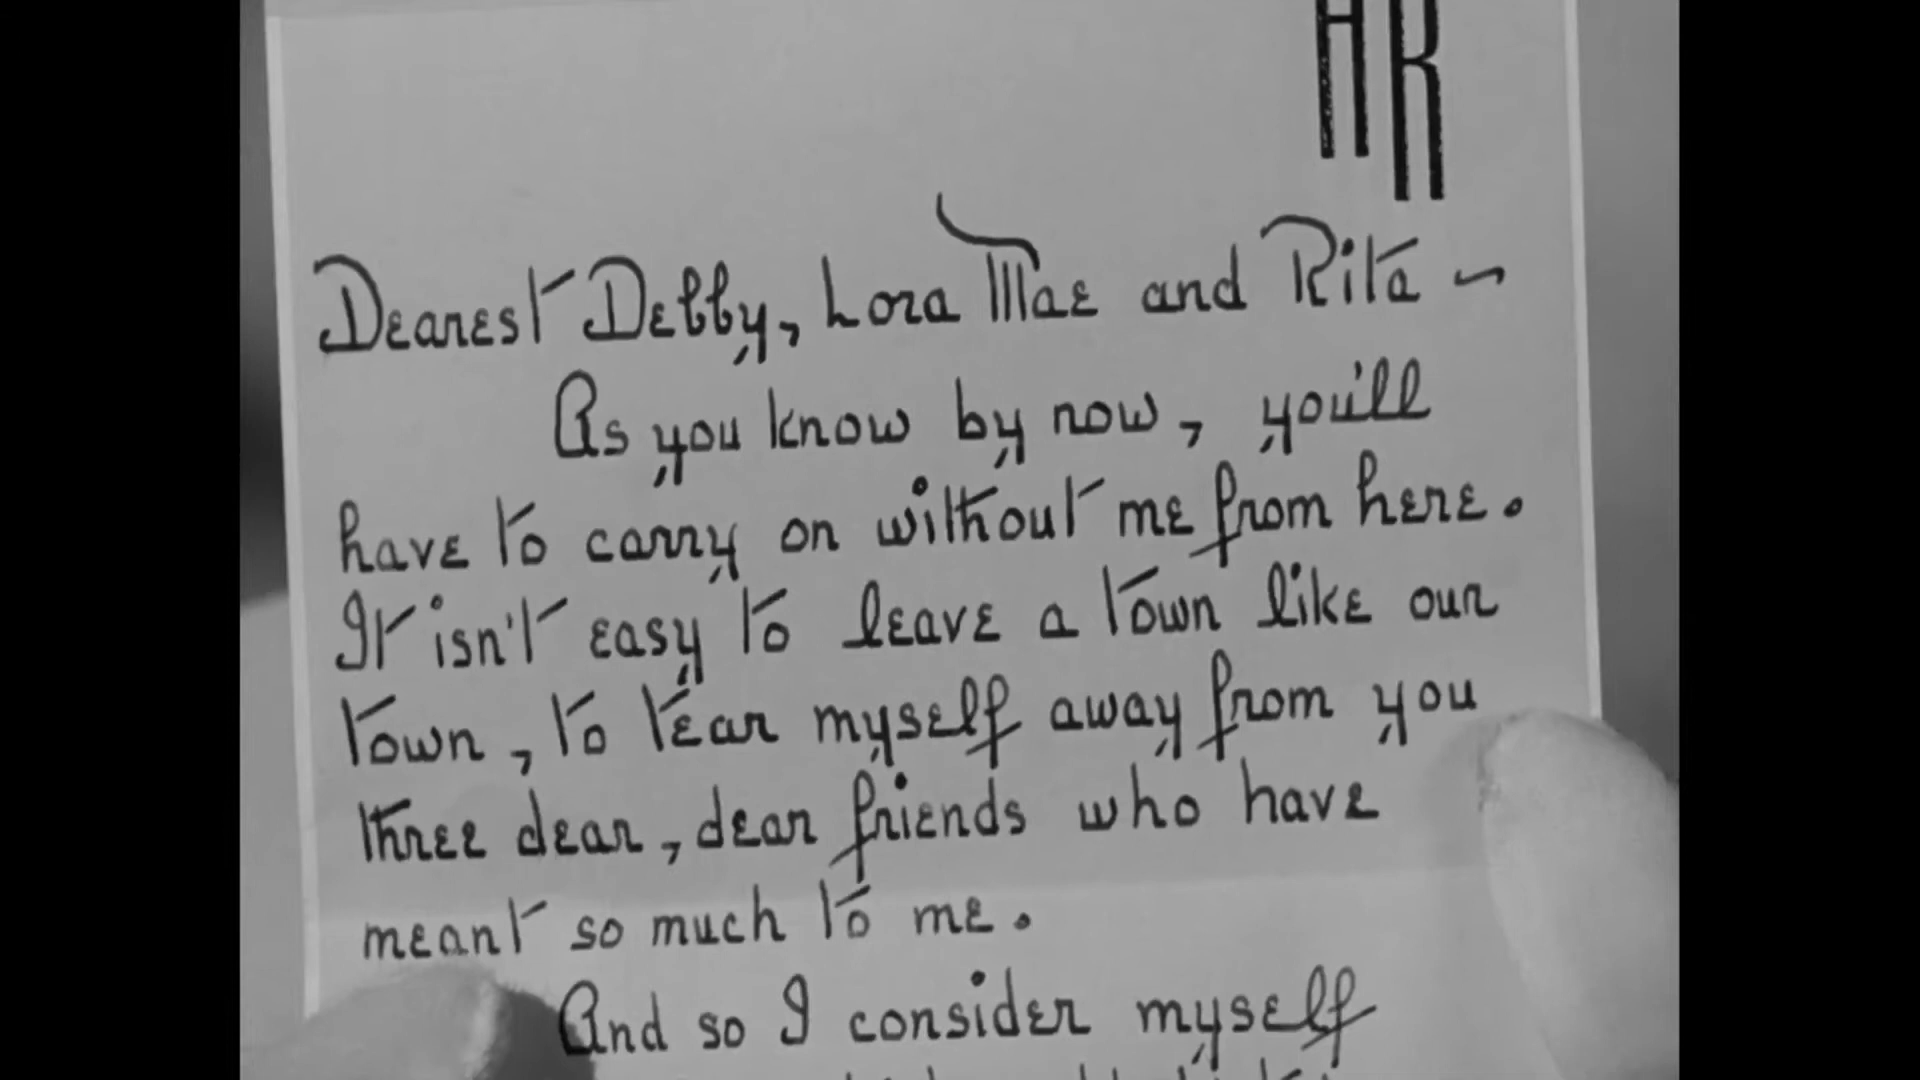 AR
Dearest Debby, Lora Mae and Rita –
As you know by now, you'll
have to carry on without me from here.
It isn't easy to leave a town like our
town, to tear myself away from you
three dear, dear friends who have
meant so much to me.
And so I consider myself